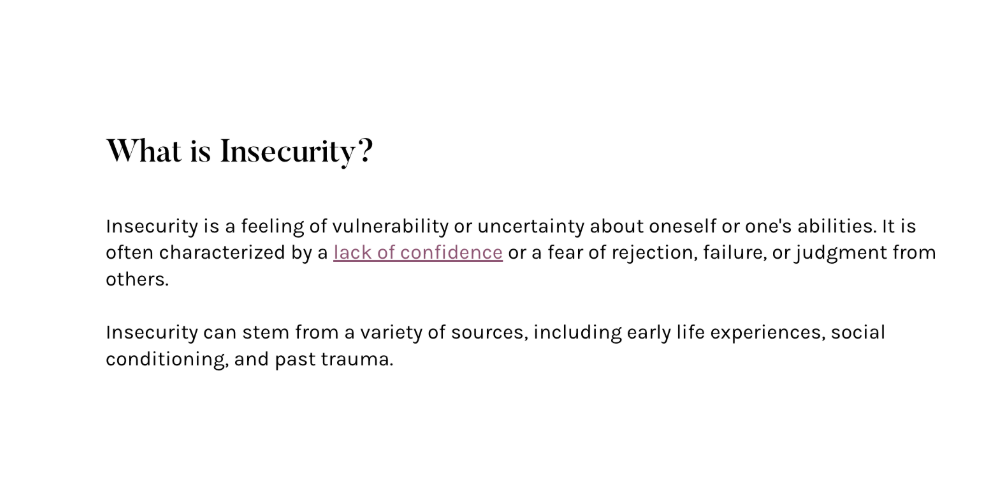 What is Insecurity?
Insecurity is a feeling of vulnerability or uncertainty about oneself or one's abilities. It is
often characterized by a lack of confidence or a fear of rejection, failure, or judgment from
others.
Insecurity can stem from a variety of sources, including early life experiences, social
conditioning, and past trauma.